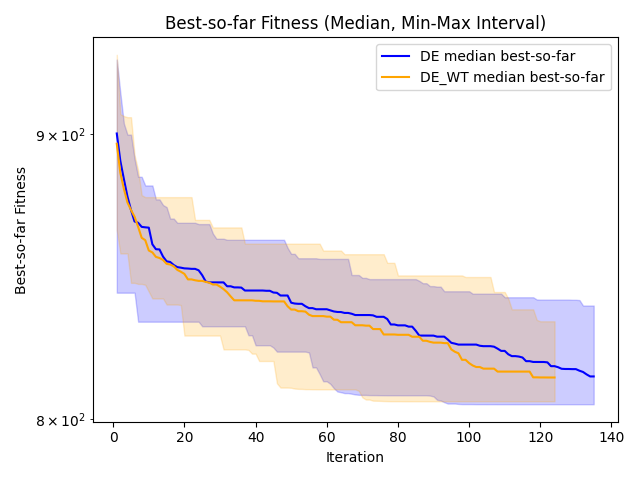 Best-so-far Fitness (Median, Min-Max Interval)
DE median best-so-far
DE_WT median best-so-far
9 × 10²
8 × 10²
Best-so-far Fitness
0 20 40 60 80 100 120 140
Iteration